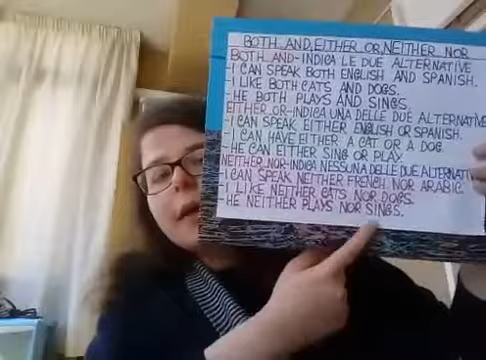 BOTH AND, EITHER OR, NEITHER NOR
BOTH AND-INDICA LE DUE ALTERNATIVE
-I CAN SPEAK BOTH ENGLISH AND SPANISH.
-I LIKE BOTH CATS AND DOGS.
-HE BOTH PLAYS AND SINGS.
EITHER OR-INDICA UNA DELLE DUE ALTERNATIVE
-I CAN SPEAK EITHER ENGLISH OR SPANISH.
-I CAN HAVE EITHER A CAT OR A DOG.
-HE CAN EITHER SING OR PLAY.
NEITHER NOR-INDICA NESSUNA DELLE DUE ALTERNATI
-I CAN SPEAK NEITHER FRENCH NOR ARABIC.
-I LIKE NEITHER CATS NOR DOGS.
-HE NEITHER PLAYS NOR SINGS.